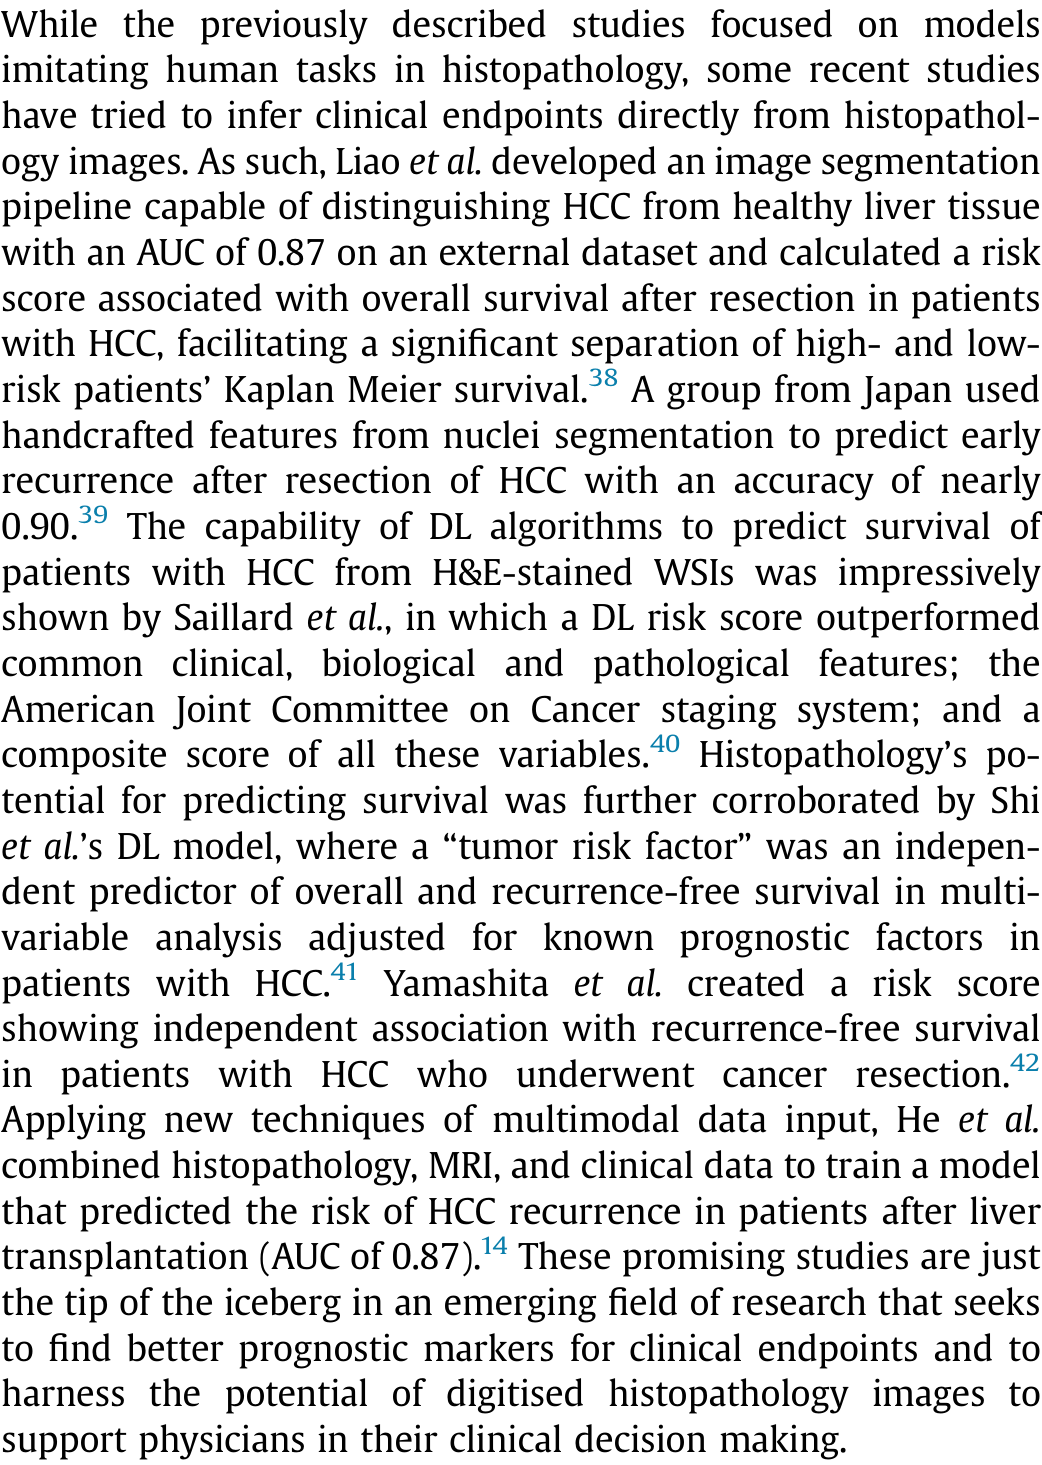 While the previously described studies focused on models
imitating human tasks in histopathology, some recent studies
have tried to infer clinical endpoints directly from histopathol-
ogy images. As such, Liao et al. developed an image segmentation
pipeline capable of distinguishing HCC from healthy liver tissue
with an AUC of 0.87 on an external dataset and calculated a risk
score associated with overall survival after resection in patients
with HCC, facilitating a significant separation of high- and low-
risk patients’ Kaplan Meier survival.38 A group from Japan used
handcrafted features from nuclei segmentation to predict early
recurrence after resection of HCC with an accuracy of nearly
0.90.39 The capability of DL algorithms to predict survival of
patients with HCC from H&E-stained WSIs was impressively
shown by Saillard et al., in which a DL risk score outperformed
common clinical, biological and pathological features; the
American Joint Committee on Cancer staging system; and a
composite score of all these variables.40 Histopathology’s po-
tential for predicting survival was further corroborated by Shi
et al.’s DL model, where a “tumor risk factor” was an indepen-
dent predictor of overall and recurrence-free survival in multi-
variable analysis adjusted for known prognostic factors in
patients with HCC.41 Yamashita et al. created a risk score
showing independent association with recurrence-free survival
in patients with HCC who underwent cancer resection.42
Applying new techniques of multimodal data input, He et al.
combined histopathology, MRI, and clinical data to train a model
that predicted the risk of HCC recurrence in patients after liver
transplantation (AUC of 0.87).14 These promising studies are just
the tip of the iceberg in an emerging field of research that seeks
to find better prognostic markers for clinical endpoints and to
harness the potential of digitised histopathology images to
support physicians in their clinical decision making.